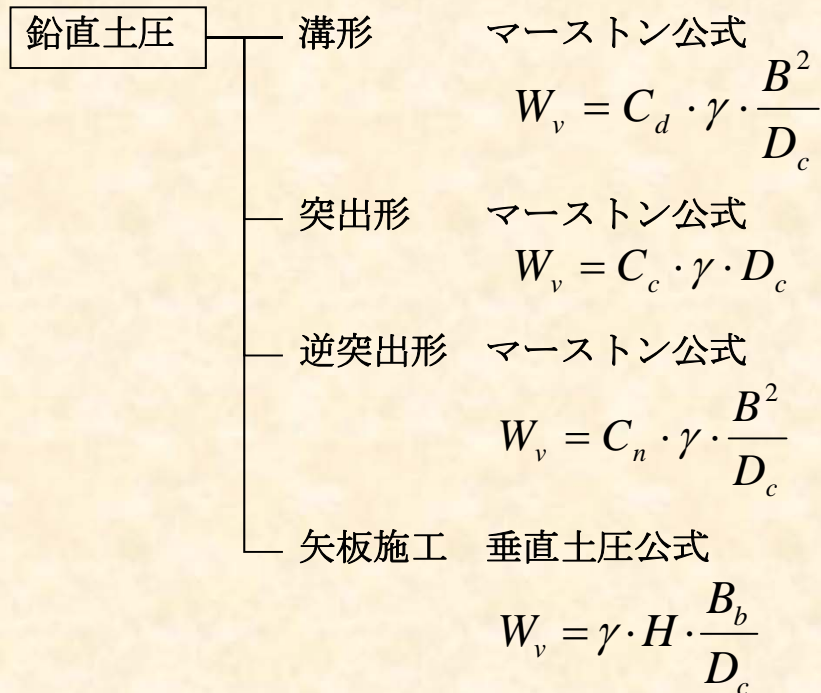 鉛直土圧 溝形 マーストン公式
W_v = C_d · γ · B^2 / D_c
突出形 マーストン公式
W_v = C_c · γ · D_c
逆突出形 マーストン公式
W_v = C_n · γ · B^2 / D_c
矢板施工 垂直土圧公式
W_v = γ · H · B_b / D_c